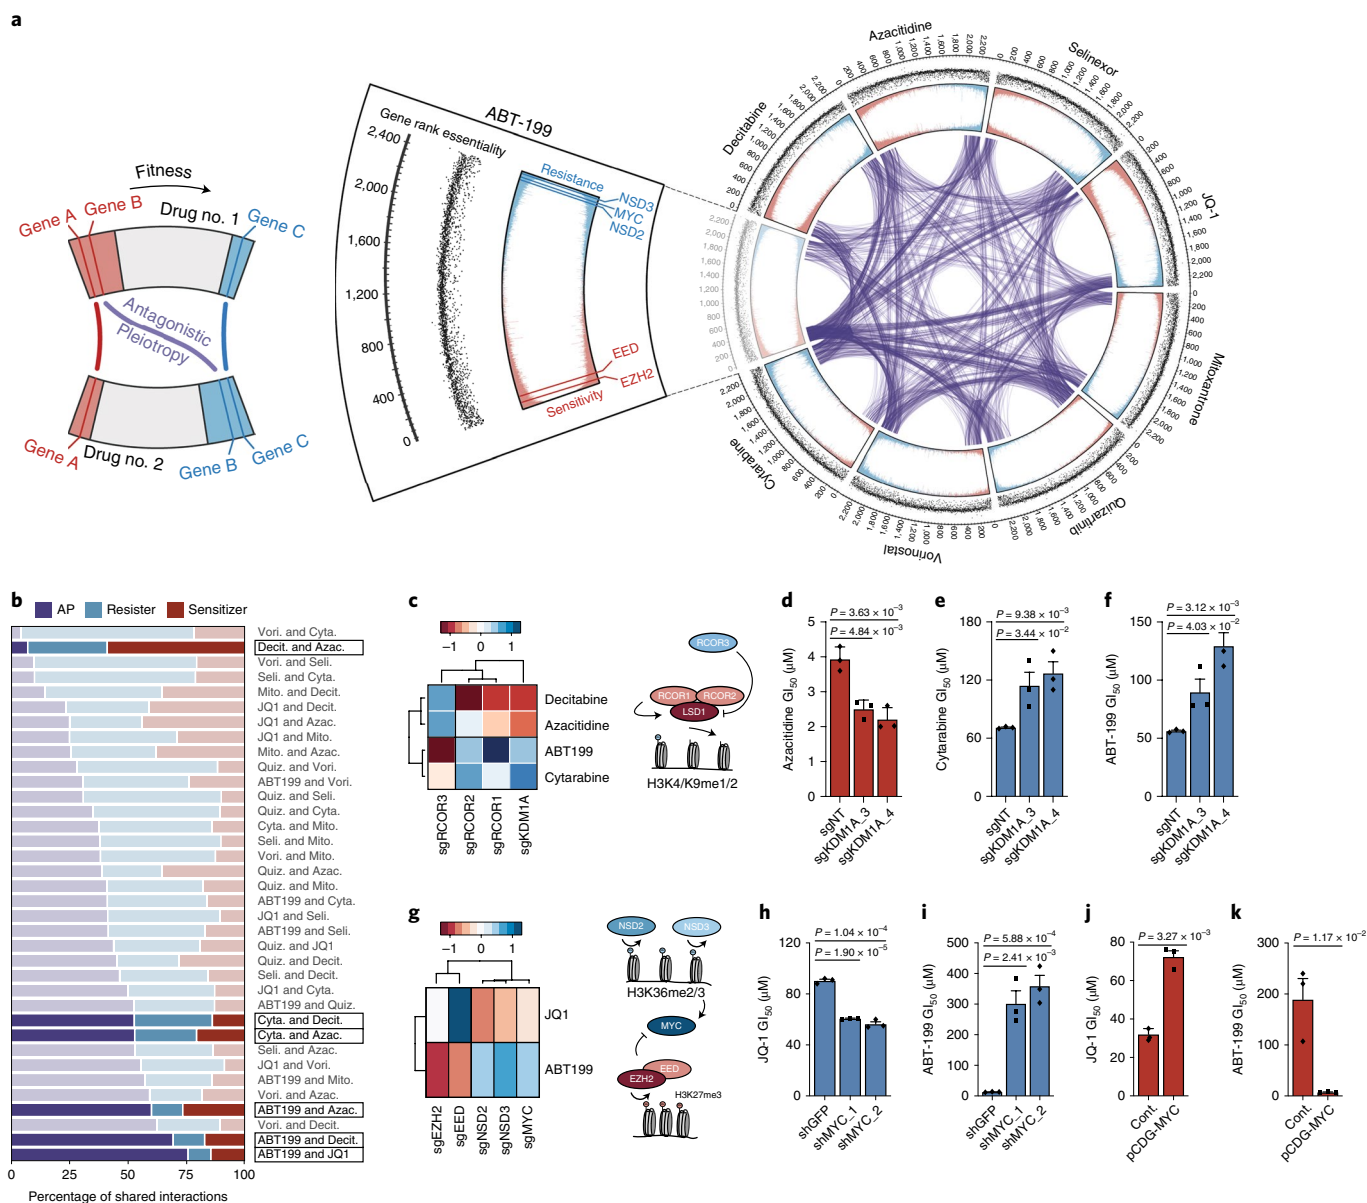 a
Fitness
Gene A
Gene B
Drug no. 1
Gene C
Antagonistic
Pleiotropy
Gene A
Drug no. 2
Gene B
Gene C
ABT-199
Gene rank essentiality
2,400
2,000
1,600
1,200
800
400
0
Resistance
NSD3
MYC
NSD2
EED
EZH2
Sensitivity
Azacitidine
Selinexor
JQ-1
Mitoxantrone
Quizartinib
Vorinostat
Cytarabine
Decitabine
b
AP
Resister
Sensitizer
Vori. and Cyta.
Decit. and Azac.
Vori. and Seli.
Seli. and Cyta.
Mito. and Decit.
JQ1 and Decit.
JQ1 and Azac.
JQ1 and Mito.
Mito. and Azac.
Quiz. and Vori.
ABT199 and Vori.
Quiz. and Seli.
Quiz. and Cyta.
Cyta. and Mito.
Seli. and Mito.
Vori. and Mito.
Quiz. and Azac.
Quiz. and Mito.
ABT199 and Cyta.
JQ1 and Seli.
ABT199 and Seli.
Quiz. and JQ1
Quiz. and Decit.
Seli. and Decit.
JQ1 and Cyta.
ABT199 and Quiz.
Cyta. and Decit.
Cyta. and Azac.
Seli. and Azac.
JQ1 and Vori.
ABT199 and Mito.
Vori. and Azac.
ABT199 and Azac.
Vori. and Decit.
ABT199 and Decit.
ABT199 and JQ1
0 25 50 75 100
Percentage of shared interactions
c
−1 0 1
Decitabine
Azacitidine
ABT199
Cytarabine
sgRCOR3
sgRCOR2
sgRCOR1
sgKDM1A
RCOR3
RCOR1
RCOR2
LSD1
H3K4/K9me1/2
d
P = 3.63 × 10⁻³
P = 4.84 × 10⁻³
Azacitidine GI₅₀ (μM)
5
4
3
2
1
0
sgNT
sgKDM1A_3
sgKDM1A_4
e
P = 9.38 × 10⁻³
P = 3.44 × 10⁻²
Cytarabine GI₅₀ (μM)
180
120
60
0
sgNT
sgKDM1A_3
sgKDM1A_4
f
P = 3.12 × 10⁻³
P = 4.03 × 10⁻²
ABT-199 GI₅₀ (μM)
150
100
50
0
sgNT
sgKDM1A_3
sgKDM1A_4
g
−1 0 1
JQ1
ABT199
sgEZH2
sgEED
sgNSD2
sgNSD3
sgMYC
NSD2
NSD3
H3K36me2/3
MYC
EED
EZH2
H3K27me3
h
P = 1.04 × 10⁻⁴
P = 1.90 × 10⁻⁵
JQ-1 GI₅₀ (μM)
120
80
40
0
shGFP
shMYC_1
shMYC_2
i
P = 5.88 × 10⁻⁴
P = 2.41 × 10⁻³
ABT-199 GI₅₀ (μM)
500
400
300
200
100
0
shGFP
shMYC_1
shMYC_2
j
P = 3.27 × 10⁻³
JQ-1 GI₅₀ (μM)
80
60
40
20
0
Cont.
pCDG-MYC
k
P = 1.17 × 10⁻²
ABT-199 GI₅₀ (μM)
300
200
100
0
Cont.
pCDG-MYC